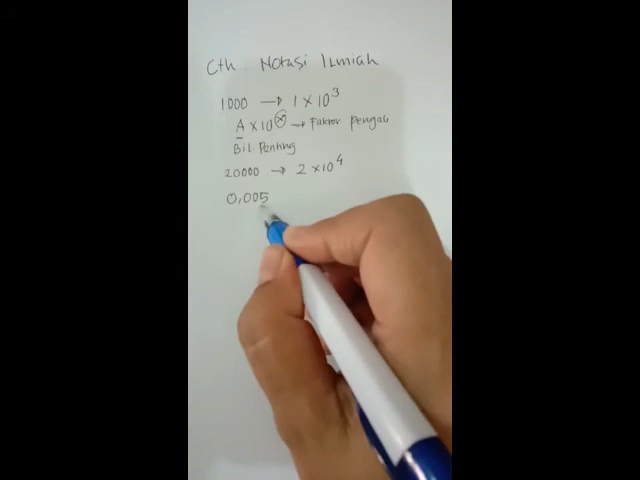 Cth Notasi Ilmiah
1000 → 1 × 10³
A × 10ⓝ → Faktor Pengali
Bil. Penting
20000 → 2 × 10⁴
0,005